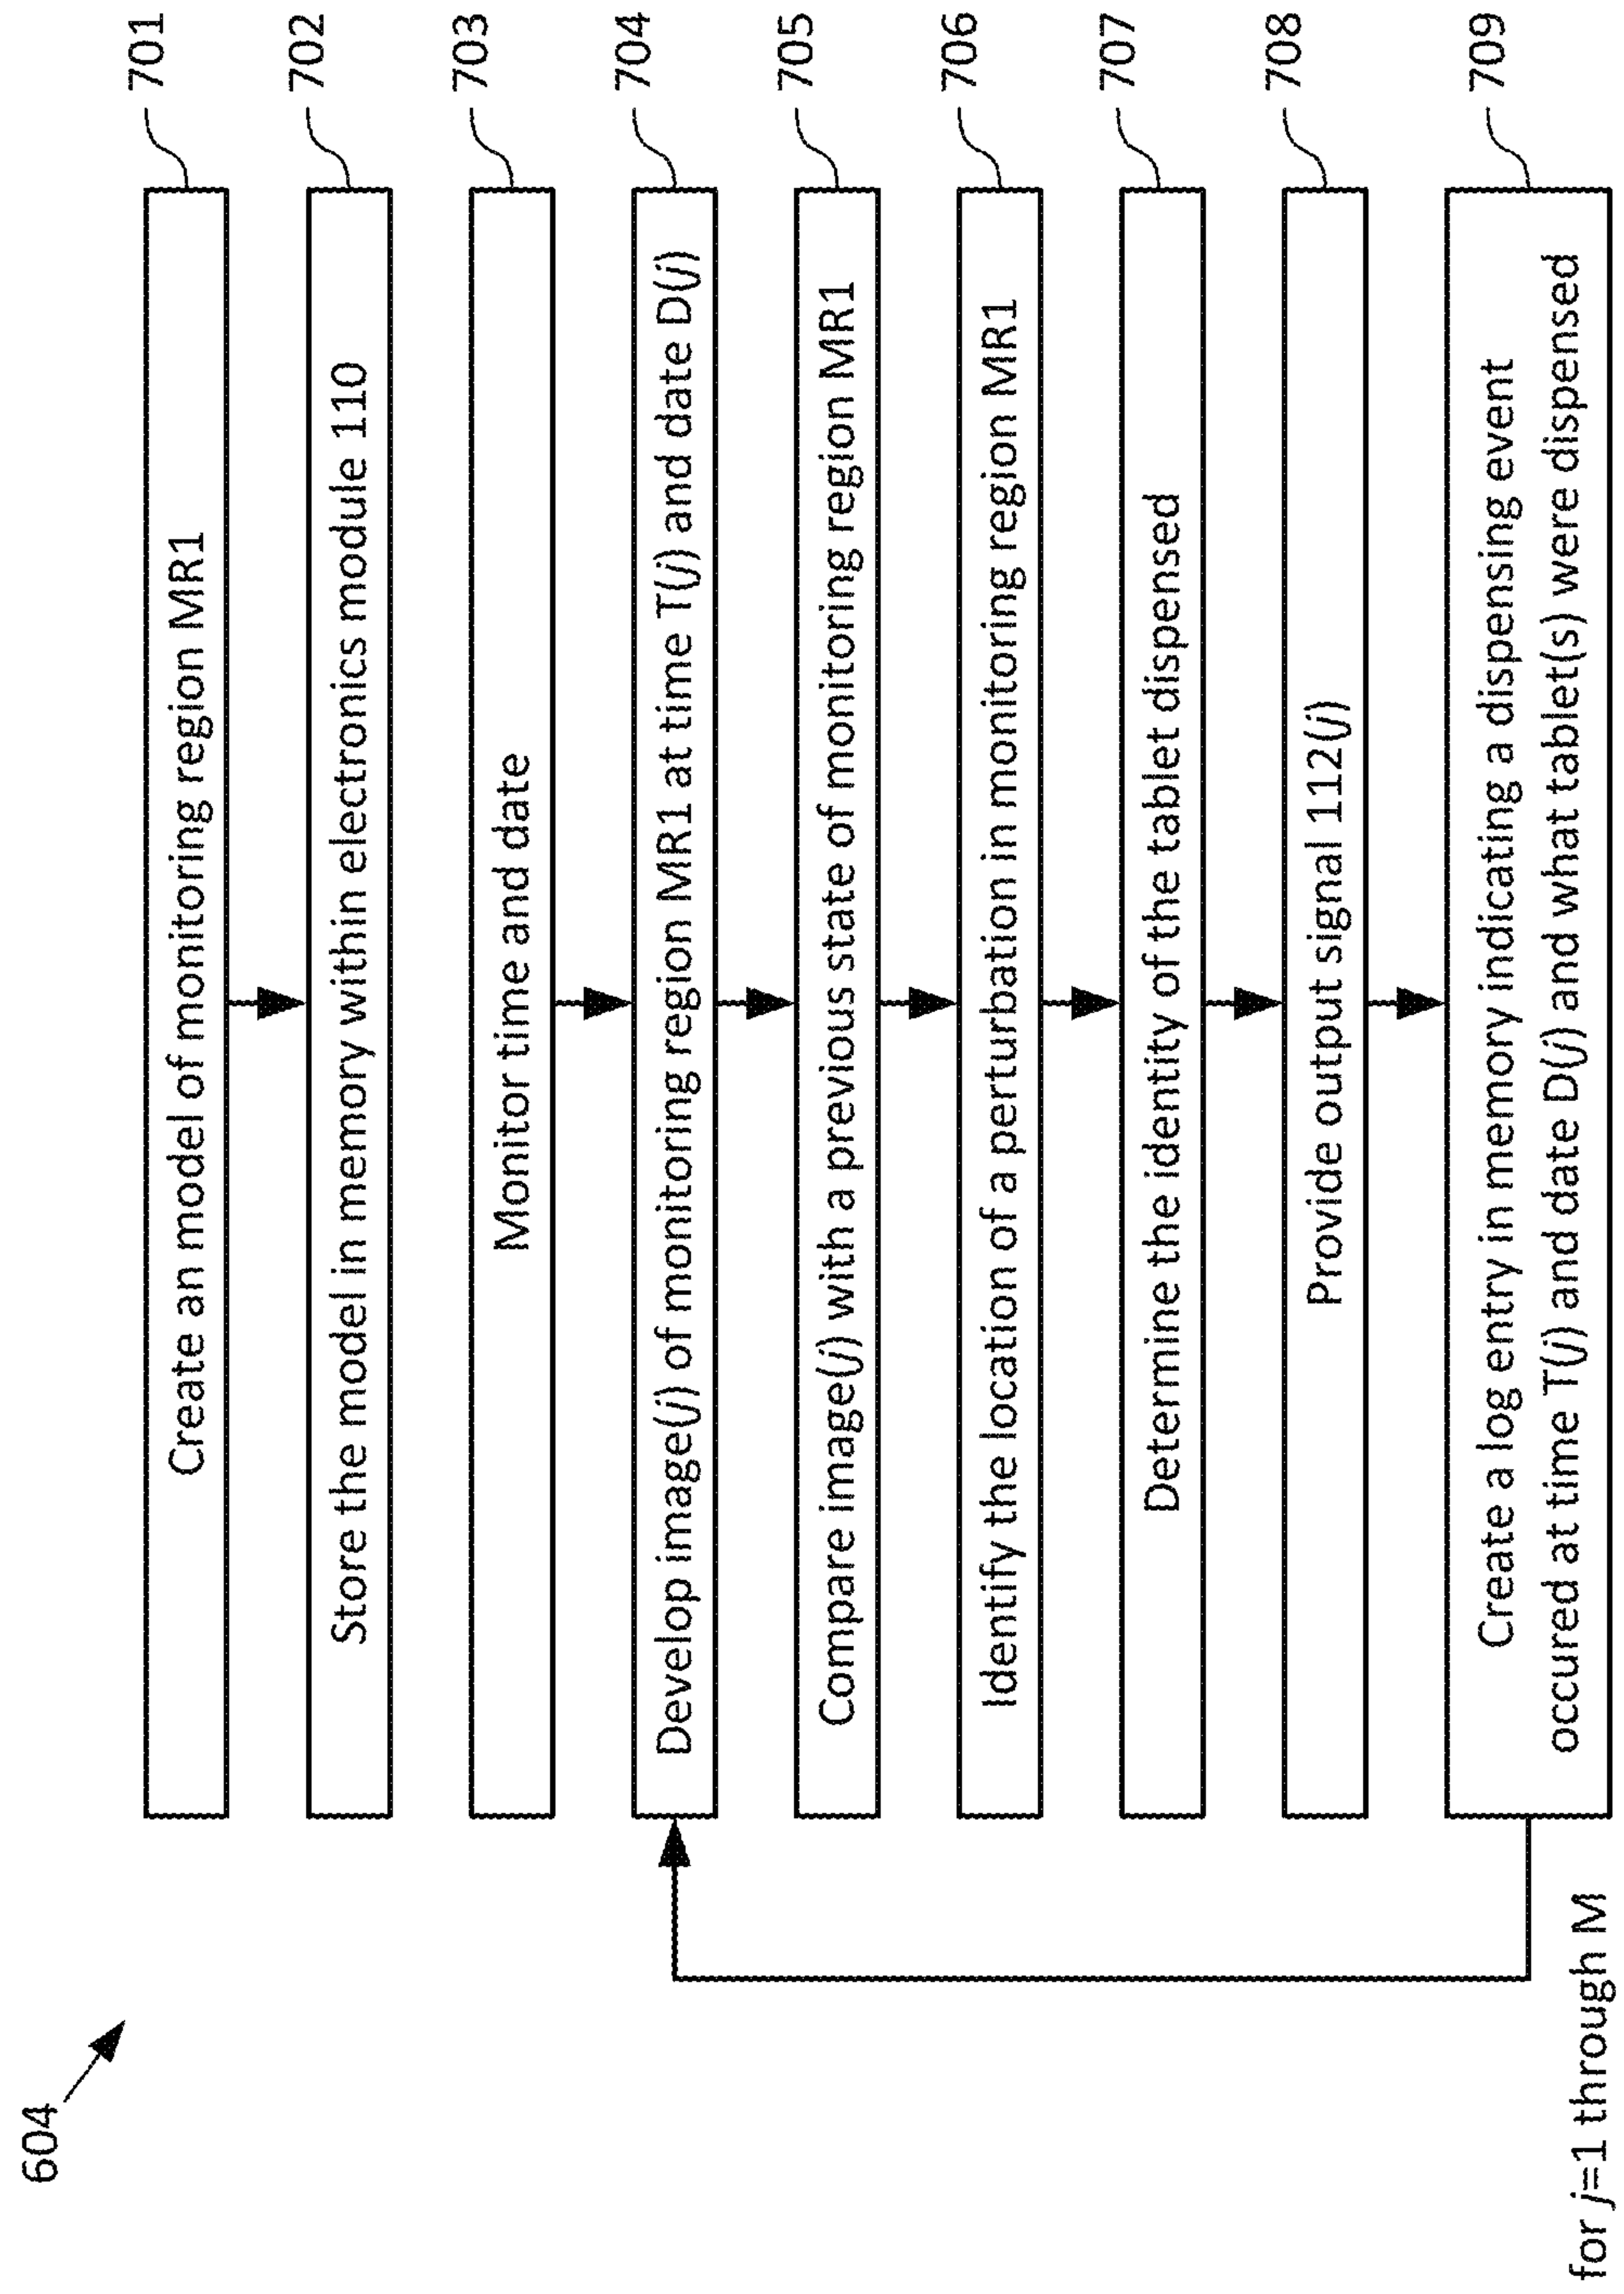 604
Create an model of monitoring region MR1
701
Store the model in memory within electronics module 110
702
Monitor time and date
703
Develop image(j) of monitoring region MR1 at time T(j) and date D(j)
704
Compare image(j) with a previous state of monitoring region MR1
705
Identify the location of a perturbation in monitoring region MR1
706
Determine the identity of the tablet dispensed
707
Provide output signal 112(j)
708
Create a log entry in memory indicating a dispensing event
occured at time T(j) and date D(j) and what tablet(s) were dispensed
709
for j=1 through M